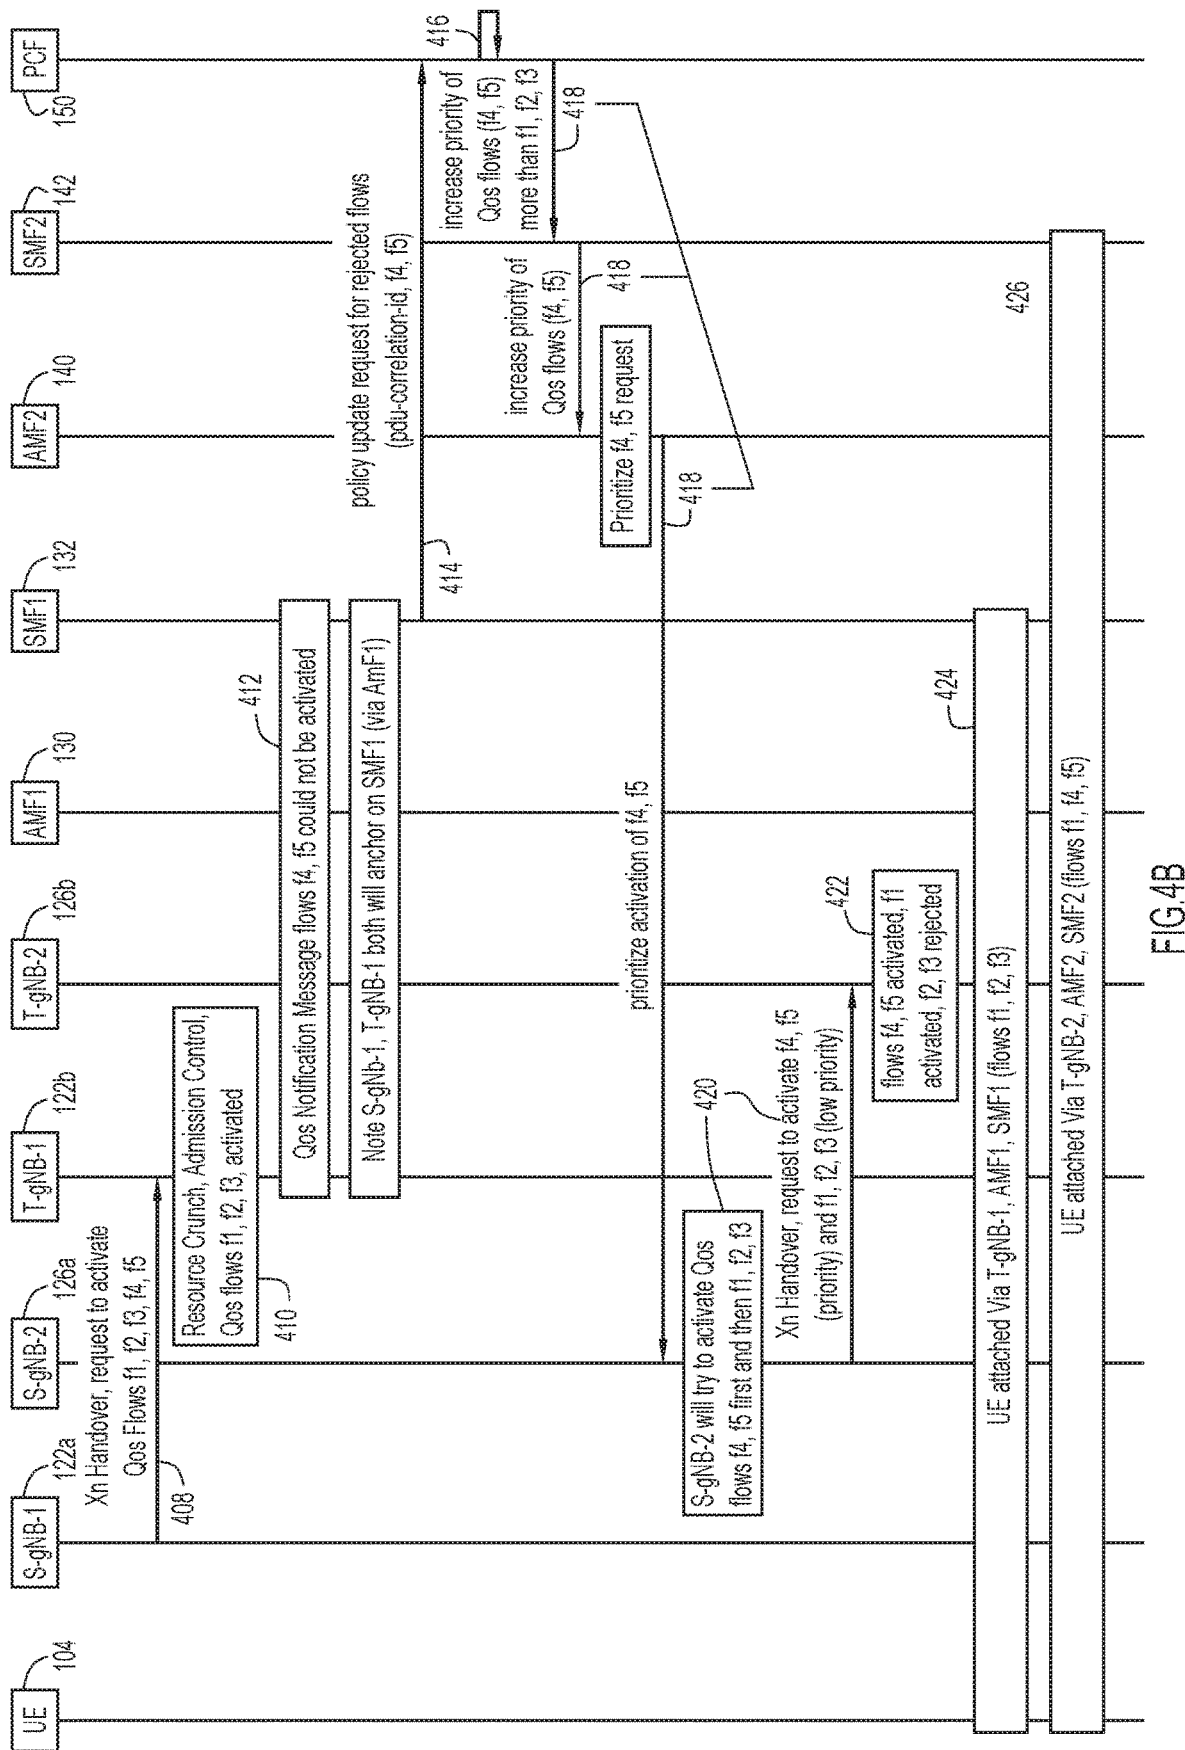 UE
104
S-gNB-1
122a
S-gNB-2
126a
T-gNB-1
122b
T-gNB-2
126b
AMF1
130
SMF1
132
AMF2
140
SMF2
142
PCF
150
Xn Handover, request to activate
Qos Flows f1, f2, f3, f4, f5
408
Resource Crunch, Admission Control,
Qos flows f1, f2, f3, activated
410
412
Qos Notification Message flows f4, f5 could not be activated
Note S-gNb-1, T-gNB-1 both will anchor on SMF1 (via AmF1)
policy update request for rejected flows
(pdu-correlation-id, f4, f5)
414
416
increase priority of
Qos flows (f4, f5)
more than f1, f2, f3
418
increase priority of
Qos flows (f4, f5)
418
Prioritize f4, f5 request
418
prioritize activation of f4, f5
S-gNB-2 will try to activate Qos
flows f4, f5 first and then f1, f2, f3
420
Xn Handover, request to activate f4, f5
(priority) and f1, f2, f3 (low priority)
422
flows f4, f5 activated, f1
activated, f2, f3 rejected
424
UE attached Via T-gNB-1, AMF1, SMF1 (flows f1, f2, f3)
426
UE attached Via T-gNB-2, AMF2, SMF2 (flows f1, f4, f5)
FIG.4B